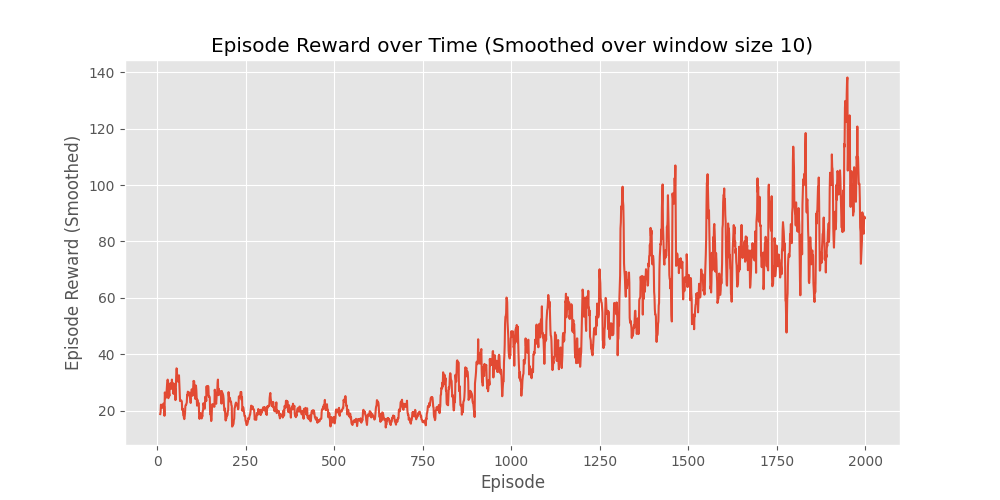 Episode Reward over Time (Smoothed over window size 10)
140
120
100
80
60
40
20
Episode Reward (Smoothed)
0 250 500 750 1000 1250 1500 1750 2000
Episode